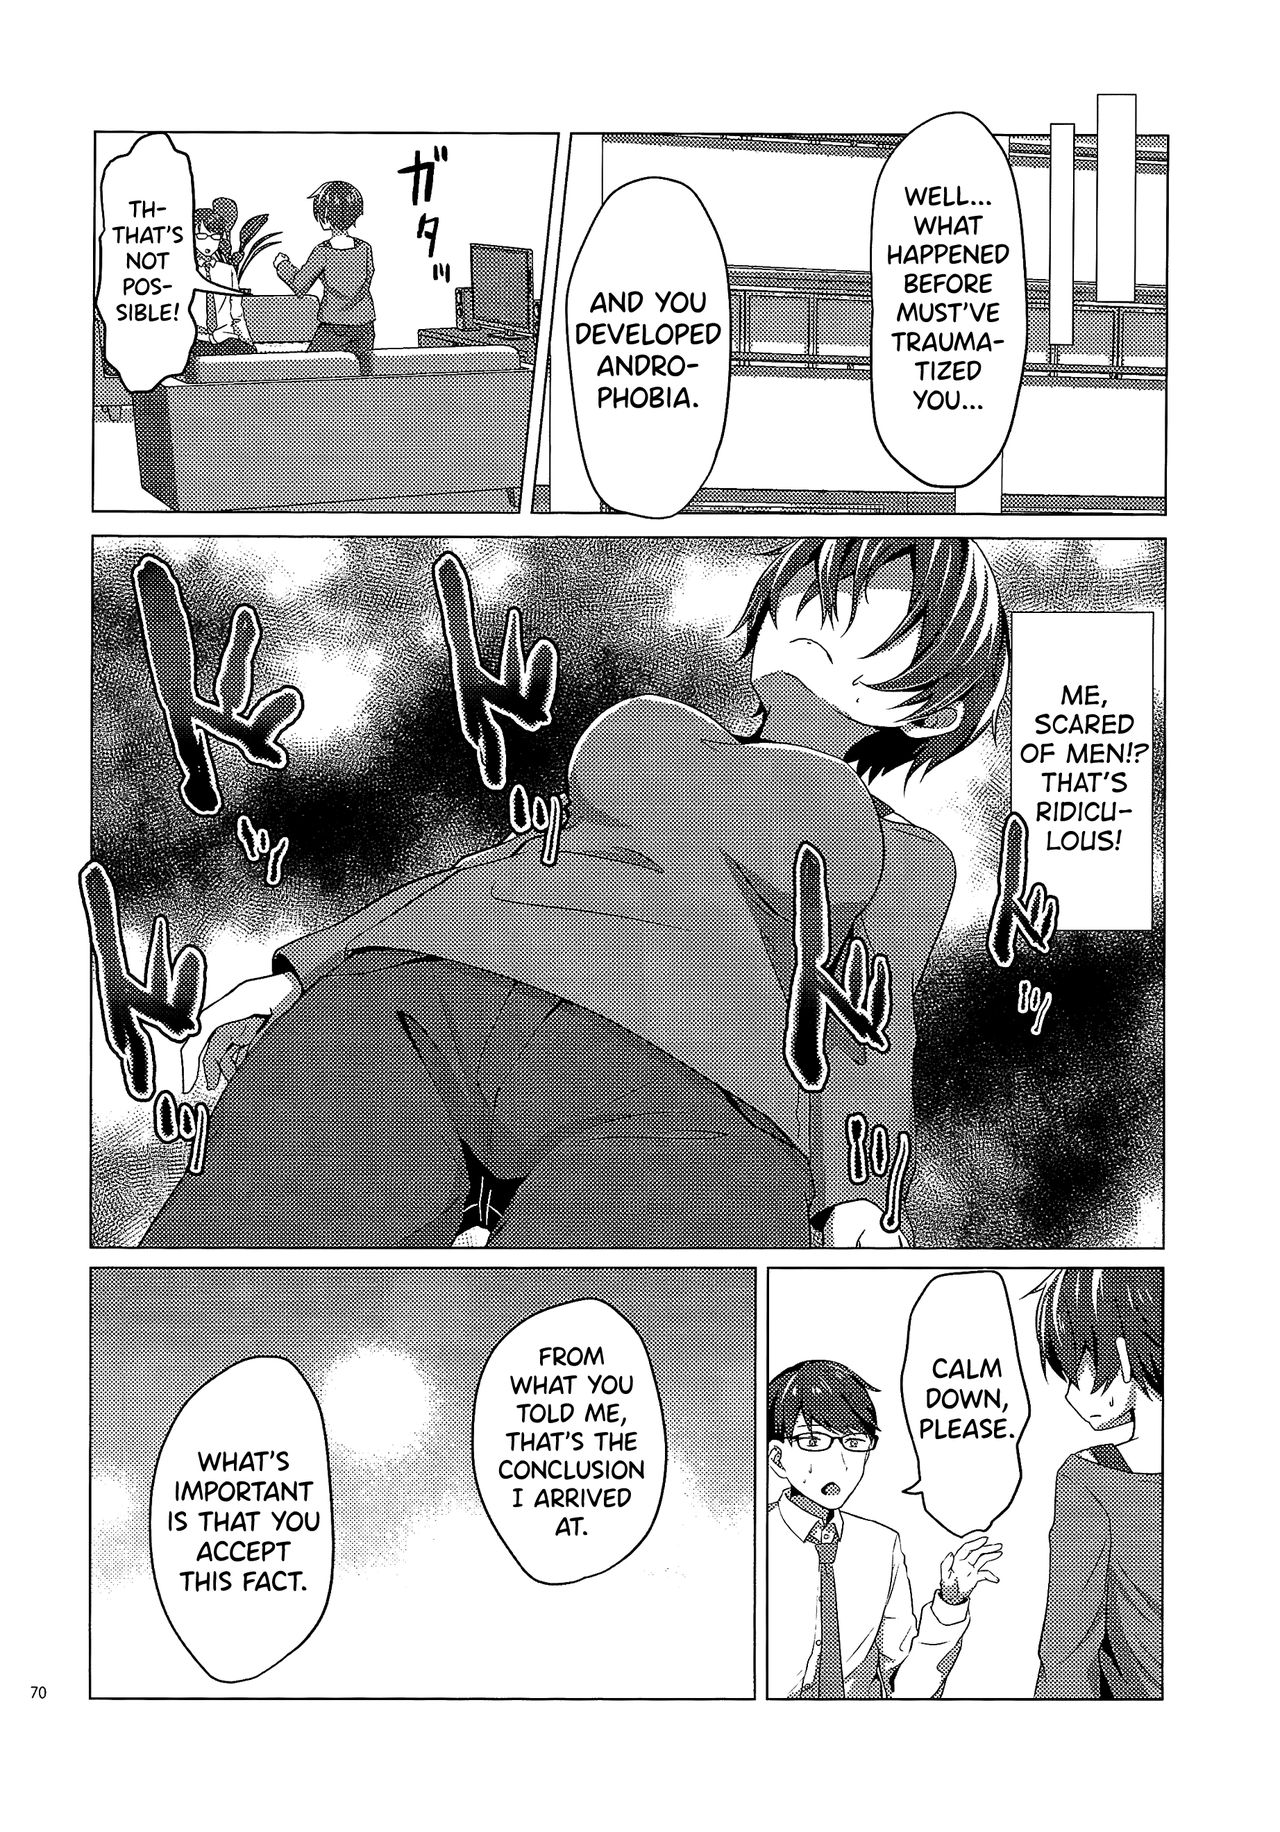 WELL...
WHAT
HAPPENED
BEFORE
MUST'VE
TRAUMA-
TIZED
YOU...
AND YOU
DEVELOPED
ANDRO-
PHOBIA.
ガタッ
TH-
THAT'S
NOT
POS-
SIBLE!
ME,
SCARED
OF MEN!?
THAT'S
RIDICU-
LOUS!
ドッ
ドッ
ドッ
ドッ
ドッ
CALM
DOWN,
PLEASE.
FROM
WHAT YOU
TOLD ME,
THAT'S THE
CONCLUSION
I ARRIVED
AT.
WHAT'S
IMPORTANT
IS THAT YOU
ACCEPT
THIS FACT.
70